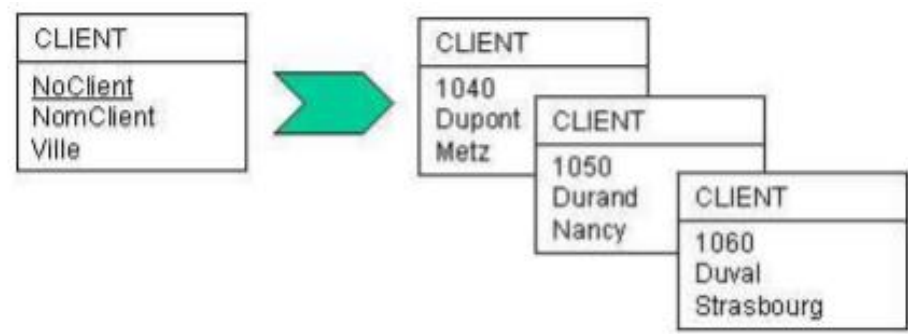 CLIENT
NoClient
NomClient
Ville
CLIENT
1040
Dupont
Metz
CLIENT
1050
Durand
Nancy
CLIENT
1060
Duval
Strasbourg